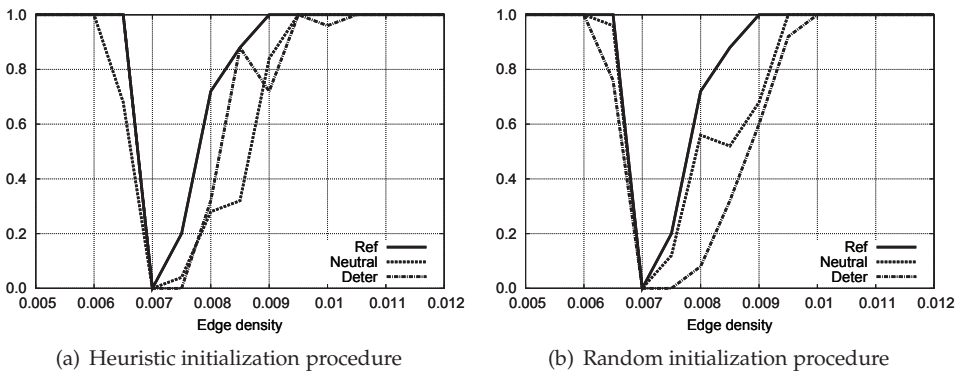 1.0
0.8
0.6
0.4
0.2
0.0
0.005 0.006 0.007 0.008 0.009 0.01 0.011 0.012
Edge density
Ref
Neutral
Deter
(a) Heuristic initialization procedure
1.0
0.8
0.6
0.4
0.2
0.0
0.005 0.006 0.007 0.008 0.009 0.01 0.011 0.012
Edge density
Ref
Neutral
Deter
(b) Random initialization procedure